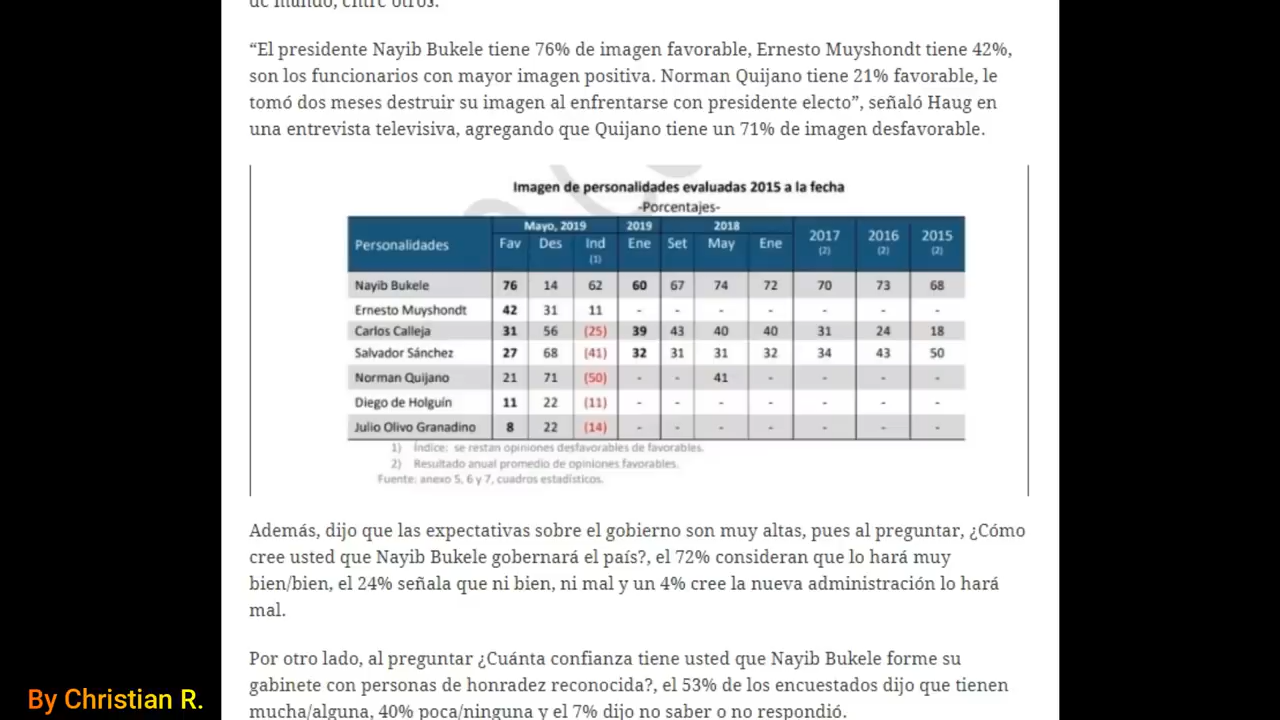 de mando, entre otros.
“El presidente Nayib Bukele tiene 76% de imagen favorable, Ernesto Muyshondt tiene 42%,
son los funcionarios con mayor imagen positiva. Norman Quijano tiene 21% favorable, le
tomó dos meses destruir su imagen al enfrentarse con presidente electo”, señaló Haug en
una entrevista televisiva, agregando que Quijano tiene un 71% de imagen desfavorable.
Imagen de personalidades evaluadas 2015 a la fecha
-Porcentajes-
Personalidades Mayo, 2019 2019 2018 2017 2016 2015
Fav Des Ind Ene Set May Ene (2) (2) (2)
(1)
Nayib Bukele 76 14 62 60 67 74 72 70 73 68
Ernesto Muyshondt 42 31 11 - - - - - - -
Carlos Calleja 31 56 (25) 39 43 40 40 31 24 18
Salvador Sánchez 27 68 (41) 32 31 31 32 34 43 50
Norman Quijano 21 71 (50) - - 41 - - - -
Diego de Holguín 11 22 (11) - - - - - - -
Julio Olivo Granadino 8 22 (14) - - - - - - -
1) Índice: se restan opiniones desfavorables de favorables.
2) Resultado anual promedio de opiniones favorables.
Fuente: anexo 5, 6 y 7, cuadros estadísticos.
Además, dijo que las expectativas sobre el gobierno son muy altas, pues al preguntar, ¿Cómo
cree usted que Nayib Bukele gobernará el país?, el 72% consideran que lo hará muy
bien/bien, el 24% señala que ni bien, ni mal y un 4% cree la nueva administración lo hará
mal.
Por otro lado, al preguntar ¿Cuánta confianza tiene usted que Nayib Bukele forme su
gabinete con personas de honradez reconocida?, el 53% de los encuestados dijo que tienen
mucha/alguna, 40% poca/ninguna y el 7% dijo no saber o no respondió.
By Christian R.